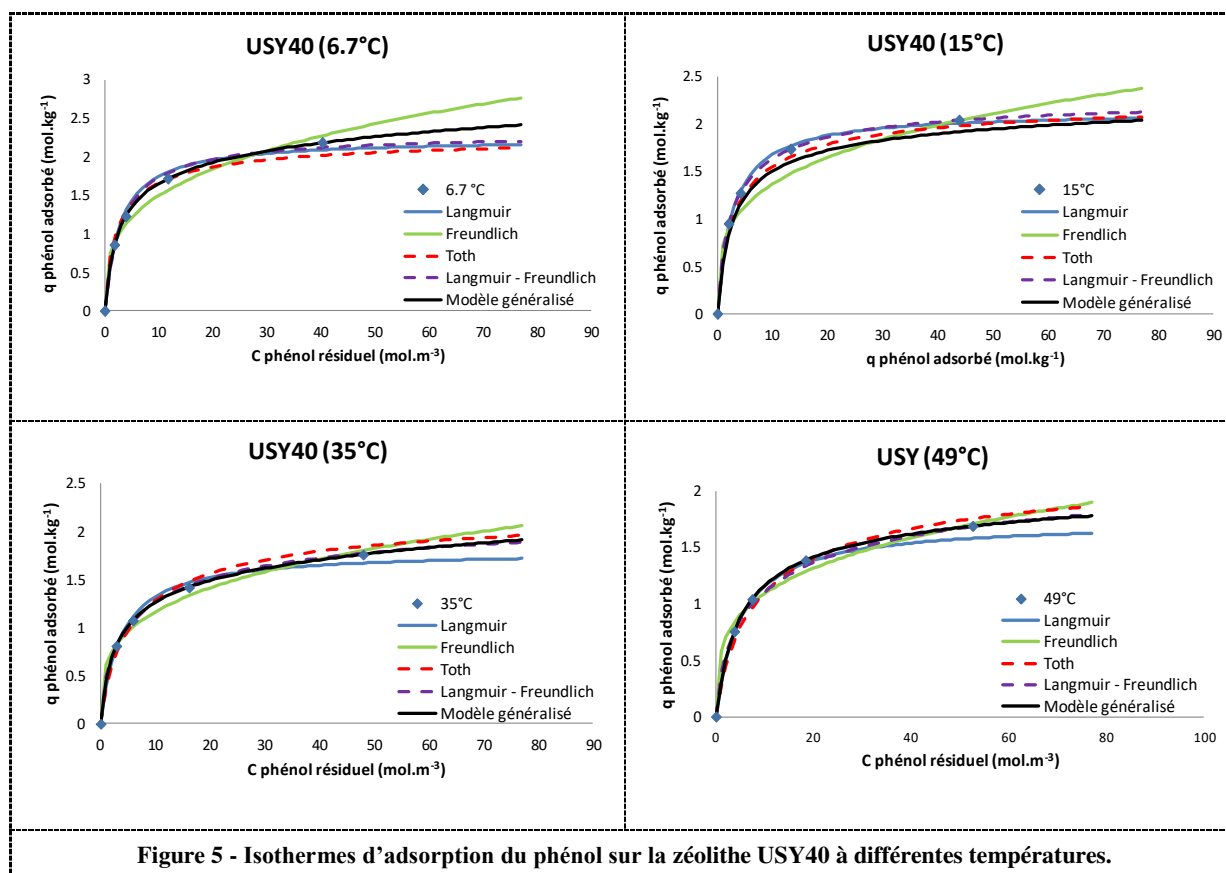 USY40 (6.7°C)
q phénol adsorbé (mol.kg-1)
3
2.5
2
1.5
1
0.5
0
0 10 20 30 40 50 60 70 80 90
C phénol résiduel (mol.m-3)
6.7 °C
Langmuir
Freundlich
Toth
Langmuir - Freundlich
Modèle généralisé
USY40 (15°C)
q phénol adsorbé (mol.kg-1)
2.5
2
1.5
1
0.5
0
0 10 20 30 40 50 60 70 80 90
q phénol adsorbé (mol.kg-1)
15°C
Langmuir
Frendlich
Toth
Langmuir - Freundlich
Modèle généralisé
USY40 (35°C)
q phénol adsorbé (mol.kg-1)
2.5
2
1.5
1
0.5
0
0 10 20 30 40 50 60 70 80 90
C phénol résiduel (mol.m-3)
35°C
Langmuir
Freundlich
Toth
Langmuir - Freundlich
Modèle généralisé
USY (49°C)
q phénol adsorbé (mol.kg-1)
2
1.5
1
0.5
0
0 20 40 60 80 100
C phénol résiduel (mol.m-3)
49°C
Langmuir
Freundlich
Toth
Langmuir - Freundlich
Modèle généralisé
Figure 5 - Isothermes d’adsorption du phénol sur la zéolithe USY40 à différentes températures.